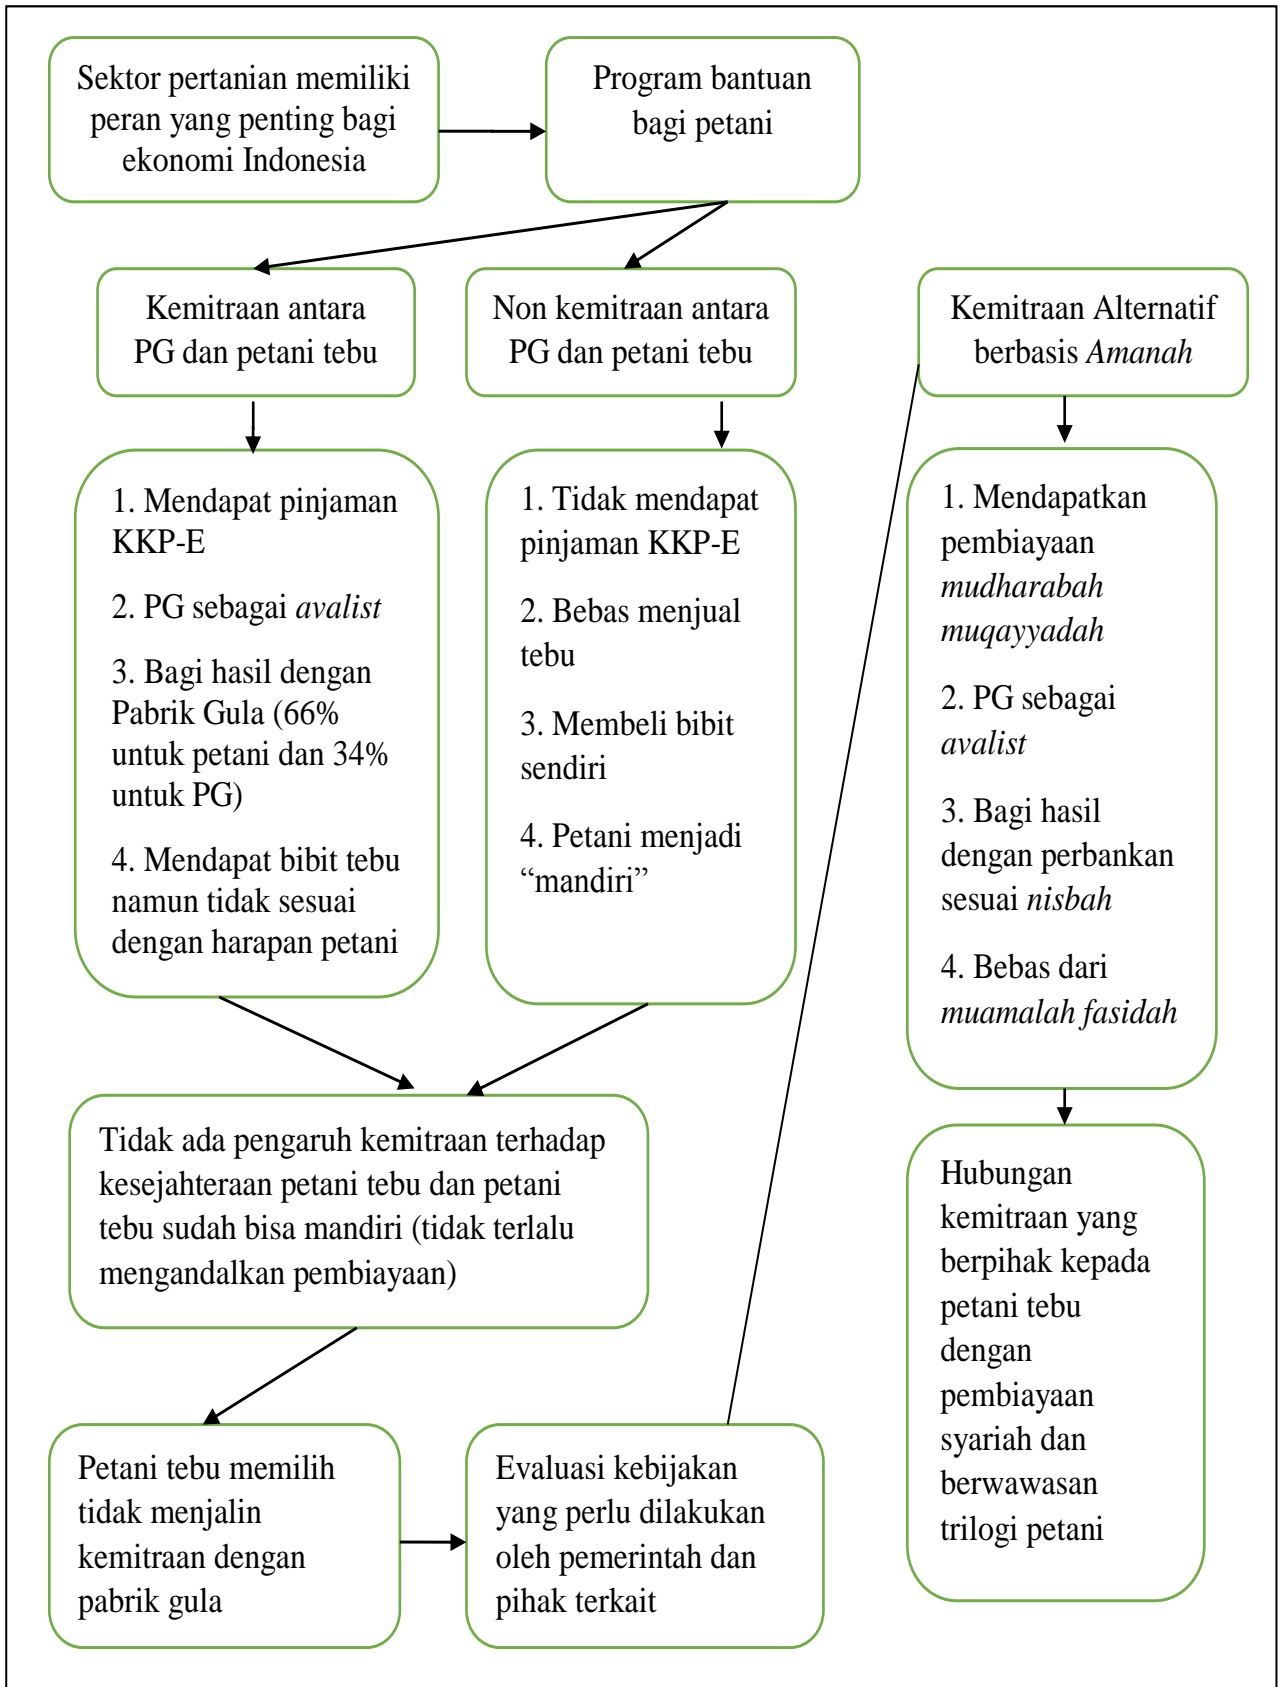 Sektor pertanian memiliki
peran yang penting bagi
ekonomi Indonesia
Program bantuan
bagi petani
Kemitraan antara
PG dan petani tebu
Non kemitraan antara
PG dan petani tebu
Kemitraan Alternatif
berbasis Amanah
1. Mendapat pinjaman
KKP-E
2. PG sebagai avalist
3. Bagi hasil dengan
Pabrik Gula (66%
untuk petani dan 34%
untuk PG)
4. Mendapat bibit tebu
namun tidak sesuai
dengan harapan petani
1. Tidak mendapat
pinjaman KKP-E
2. Bebas menjual
tebu
3. Membeli bibit
sendiri
4. Petani menjadi
“mandiri”
1. Mendapatkan
pembiayaan
mudharabah
muqayyadah
2. PG sebagai
avalist
3. Bagi hasil
dengan perbankan
sesuai nisbah
4. Bebas dari
muamalah fasidah
Tidak ada pengaruh kemitraan terhadap
kesejahteraan petani tebu dan petani
tebu sudah bisa mandiri (tidak terlalu
mengandalkan pembiayaan)
Hubungan
kemitraan yang
berpihak kepada
petani tebu
dengan
pembiayaan
syariah dan
berwawasan
trilogi petani
Petani tebu memilih
tidak menjalin
kemitraan dengan
pabrik gula
Evaluasi kebijakan
yang perlu dilakukan
oleh pemerintah dan
pihak terkait